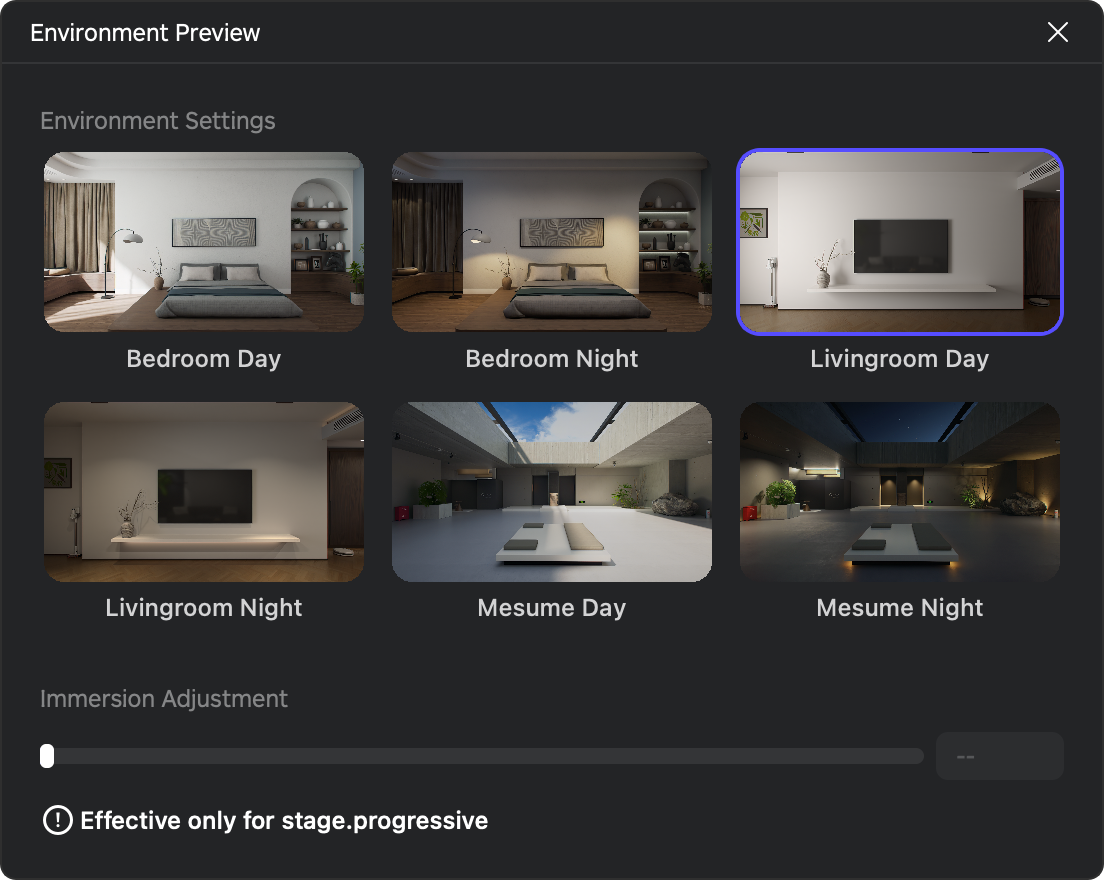 Environment Preview
Environment Settings
Bedroom Day
Bedroom Night
Livingroom Day
Livingroom Night
Mesume Day
Mesume Night
Immersion Adjustment
--
Effective only for stage.progressive